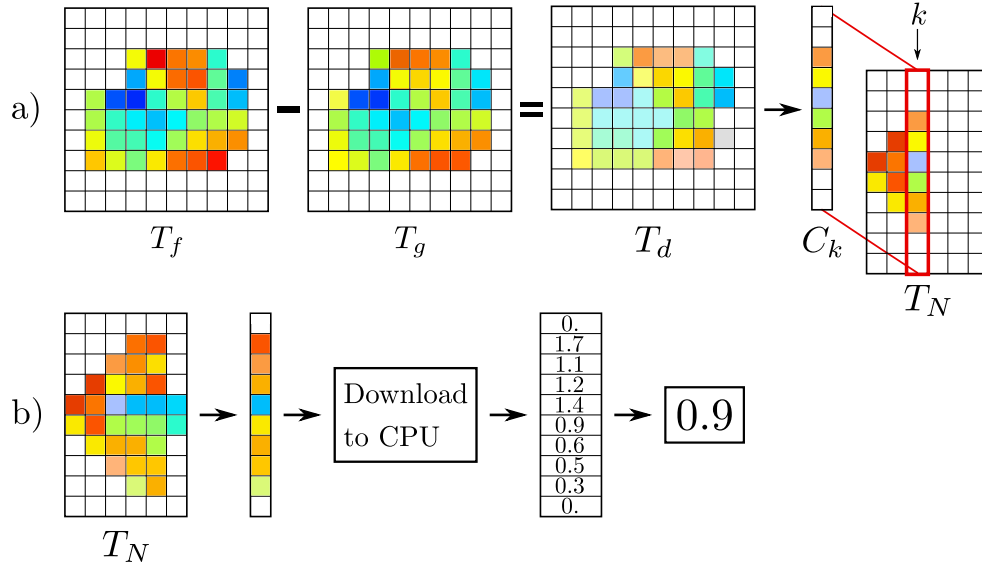 a)
T_f
T_g
T_d
C_k
k
T_N
b)
T_N
Download
to CPU
0.
1.7
1.1
1.2
1.4
0.9
0.6
0.5
0.3
0.
0.9